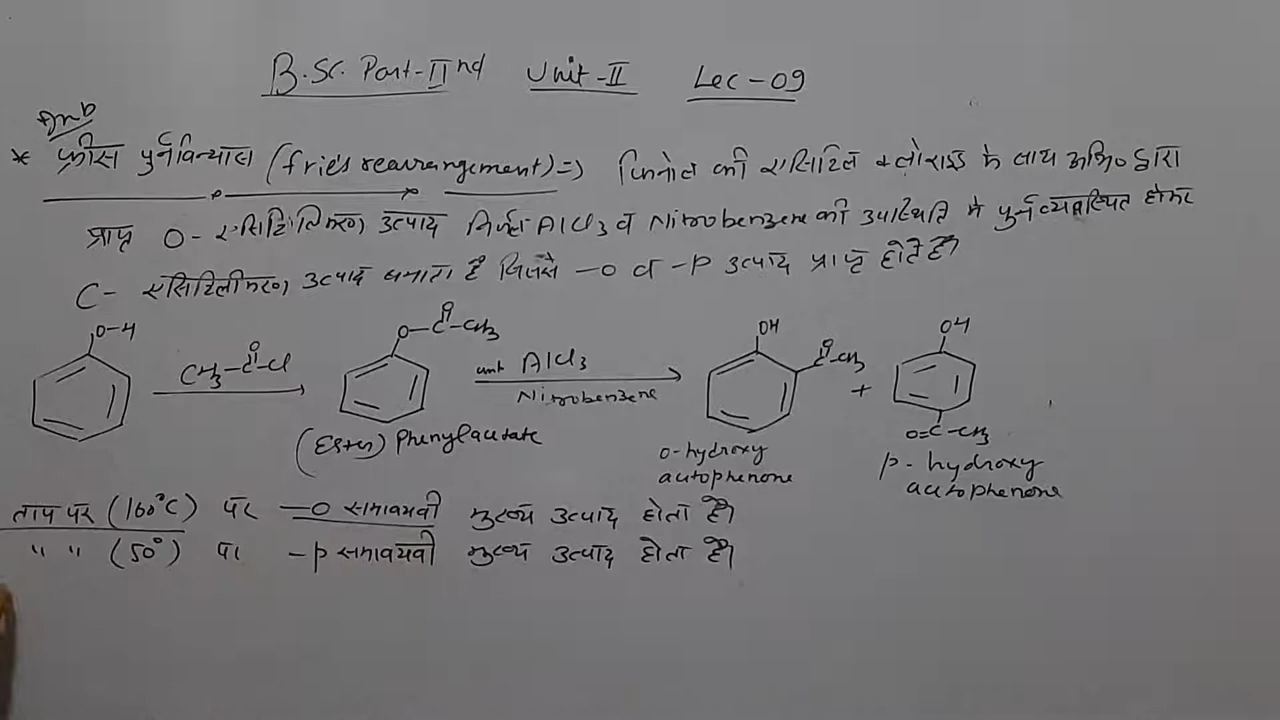 B.Sc. Part-IInd Unit-II Lec-09
Imb
* फ्रीस पुर्नविन्यास (fries rearrangement) ⇒ फिनोल की एसिटिल क्लोराइड के साथ अभि० द्वारा
प्राप्त O- एसिटिलिकरण उत्पाद निर्जल AlCl3 व Nitrobenzene की उपस्थिति में पुर्नव्यवस्थित होकर
C- एसिटिलीकरण उत्पाद बनाता है जिससे -o व -p उत्पाद प्राप्त होते है।
O-H
CH3-C-Cl
O
O-C-CH3
O
AlCl3
Nitrobenzene
OH
C-CH3
O
+
OH
O=C-CH3
(Ester) Phenylacetate
o-hydroxy
acetophenone
p-hydroxy
acetophenone
ताप पर (160°C) पर -o समावयवी मुख्य उत्पाद होता है।
" " (50°) पर -p समावयवी मुख्य उत्पाद होता है।